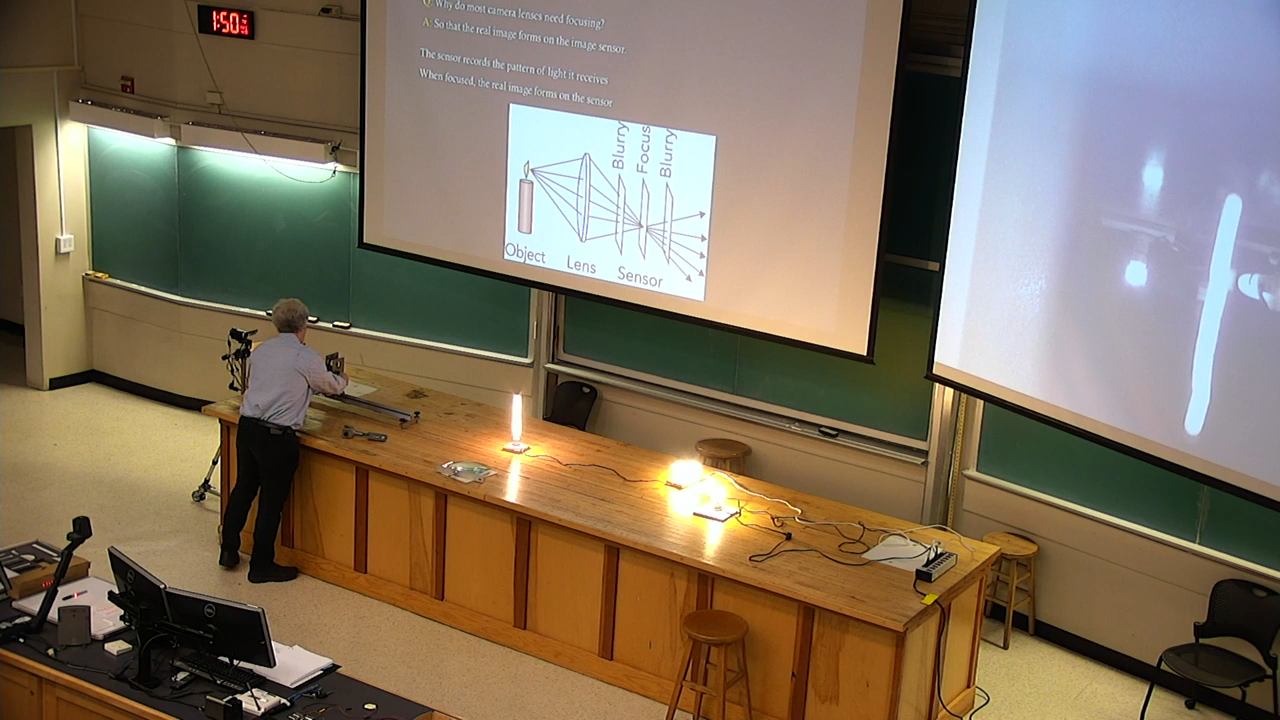 1:50
Q: Why do most camera lenses need focusing?
A: So that the real image forms on the image sensor.
The sensor records the pattern of light it receives
When focused, the real image forms on the sensor
Blurry
Focus
Blurry
Object
Lens
Sensor
DELL